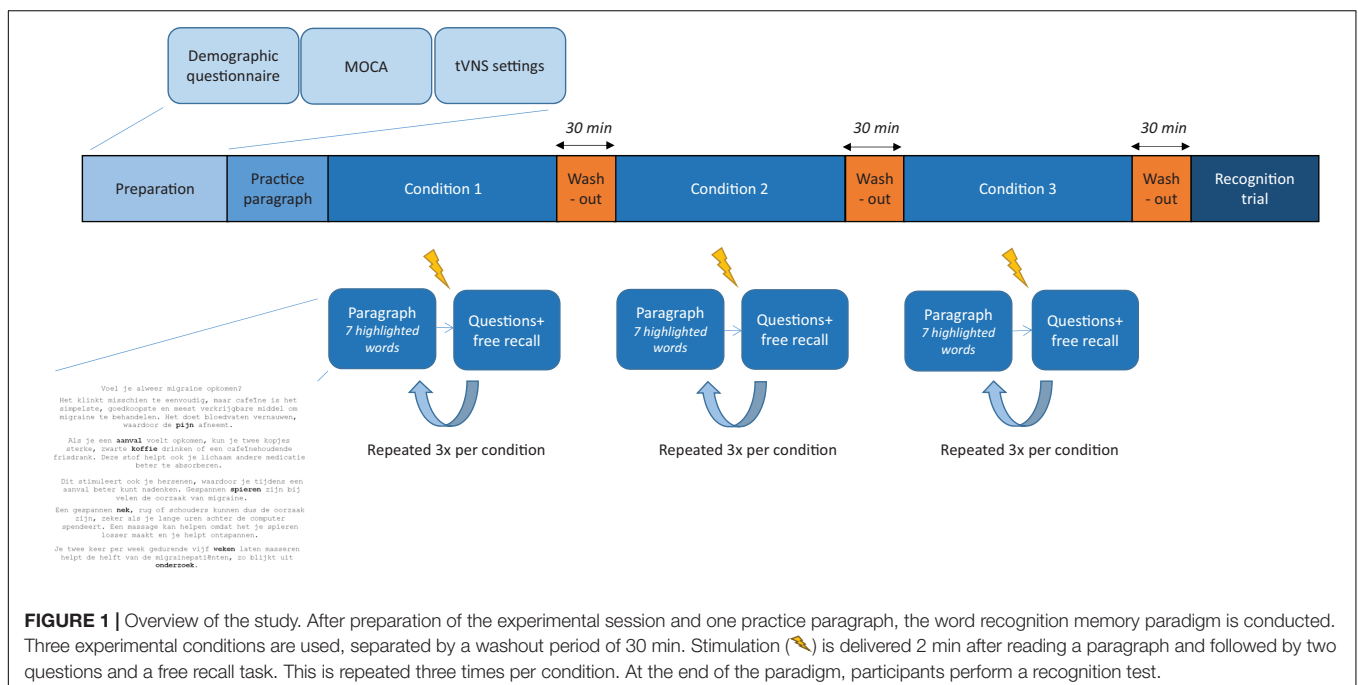 Demographic
questionnaire
MOCA
tVNS settings
30 min
30 min
30 min
Preparation
Practice
paragraph
Condition 1
Wash
- out
Condition 2
Wash
- out
Condition 3
Wash
- out
Recognition
trial
Paragraph
7 highlighted
words
Questions+
free recall
Paragraph
7 highlighted
words
Questions+
free recall
Paragraph
7 highlighted
words
Questions+
free recall
Repeated 3x per condition
Repeated 3x per condition
Repeated 3x per condition
Voel je alweer migraine opkomen?
Het klinkt misschien te eenvoudig, maar cafeïne is het
simpelste, goedkoopste en meest verkrijgbare middel om
migraine te behandelen. Het doet bloedvaten vernauwen,
waardoor de pijn afneemt.
Als je een aanval voelt opkomen, kun je twee kopjes
sterke, zwarte koffie drinken of een cafeïnehoudende
frisdrank. Deze stof helpt ook je lichaam andere medicatie
beter te absorberen.
Dit stimuleert ook je hersenen, waardoor je tijdens een
aanval beter kunt nadenken. Gespannen spieren zijn bij
velen de oorzaak van migraine.
Een gespannen nek, rug of schouders kunnen dus de oorzaak
zijn, zeker als je lange uren achter de computer
spendeert. Een massage kan helpen omdat het je spieren
losser maakt en je helpt ontspannen.
Je twee keer per week gedurende vijf weken laten masseren
helpt de helft van de migrainepatiënten, zo blijkt uit
onderzoek.
FIGURE 1 | Overview of the study. After preparation of the experimental session and one practice paragraph, the word recognition memory paradigm is conducted.
Three experimental conditions are used, separated by a washout period of 30 min. Stimulation ( ) is delivered 2 min after reading a paragraph and followed by two
questions and a free recall task. This is repeated three times per condition. At the end of the paradigm, participants perform a recognition test.